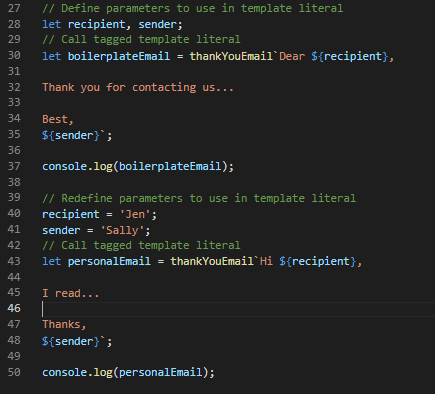 27 // Define parameters to use in template literal
28 let recipient, sender;
29 // Call tagged template literal
30 let boilerplateEmail = thankYouEmail`Dear ${recipient},
31
32 Thank you for contacting us...
33
34 Best,
35 ${sender}`;
36
37 console.log(boilerplateEmail);
38
39 // Redefine parameters to use in template literal
40 recipient = 'Jen';
41 sender = 'Sally';
42 // Call tagged template literal
43 let personalEmail = thankYouEmail`Hi ${recipient},
44
45 I read...
46
47 Thanks,
48 ${sender}`;
49
50 console.log(personalEmail);